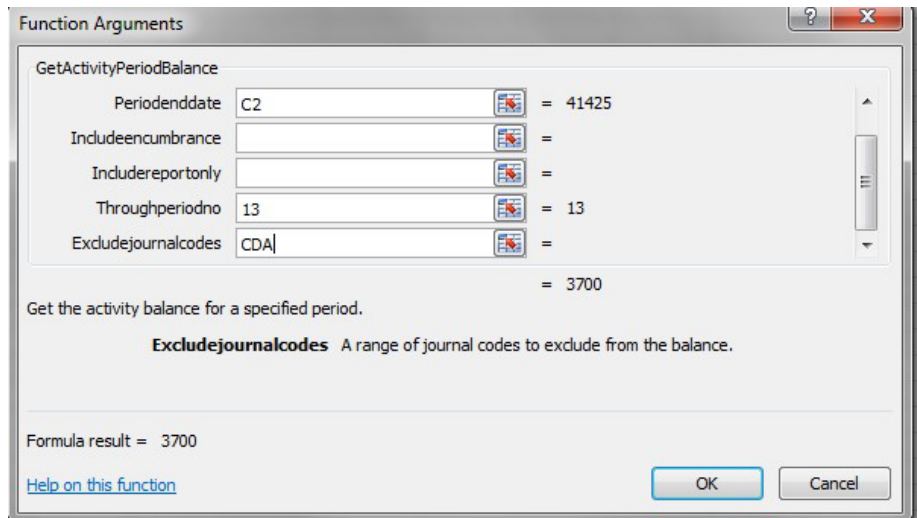 Function Arguments
GetActivityPeriodBalance
Periodenddate C2 = 41425
Includeencumbrance =
Includereportonly =
Throughperiodno 13 = 13
Excludejournalcodes CDA =
= 3700
Get the activity balance for a specified period.
Excludejournalcodes A range of journal codes to exclude from the balance.
Formula result = 3700
Help on this function OK Cancel